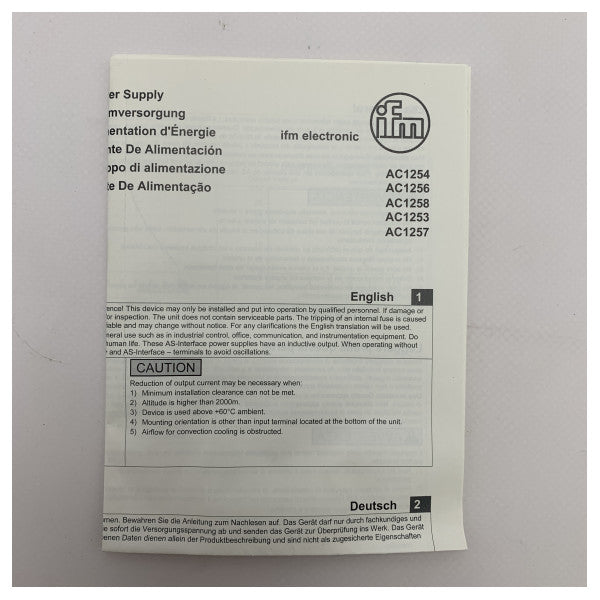 er Supply
mversorgung
nentation d'Énergie
nte De Alimentación
ppo di alimentazione
te De Alimentação
ifm electronic
ifm
AC1254
AC1256
AC1258
AC1253
AC1257
English 1
ence! This device may only be installed and put into operation by qualified personnel. If damage or
for inspection. The unit does not contain serviceable parts. The tripping of an internal fuse is caused
lable and may change without notice. For any clarifications the English translation will be used.
neral use such as in industrial control, office, communication, and instrumentation equipment. Do
human life. These AS-Interface power supplies have an inductive output. When operating without
y and AS-Interface – terminals to avoid oscillations.
CAUTION
Reduction of output current may be necessary when:
1) Minimum installation clearance can not be met.
2) Altitude is higher than 2000m.
3) Device is used above +60°C ambient.
4) Mounting orientation is other than input terminal located at the bottom of the unit.
5) Airflow for convection cooling is obstructed.
Deutsch 2
hmen. Bewahren Sie die Anleitung zum Nachlesen auf. Das Gerät darf nur durch fachkundiges und
e sofort die Versorgungsspannung ab und senden das Gerät zur Überprüfung ins Werk. Das Gerät
benen Daten dienen allein der Produktbeschreibung und sind nicht als zugesicherte Eigenschaften